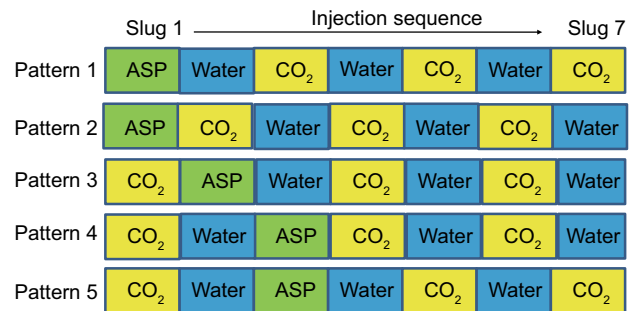 Slug 1 Injection sequence Slug 7
Pattern 1 ASP Water CO₂ Water CO₂ Water CO₂
Pattern 2 ASP CO₂ Water CO₂ Water CO₂ Water
Pattern 3 CO₂ ASP Water CO₂ Water CO₂ Water
Pattern 4 CO₂ Water ASP CO₂ Water CO₂ Water
Pattern 5 CO₂ Water ASP Water CO₂ Water CO₂